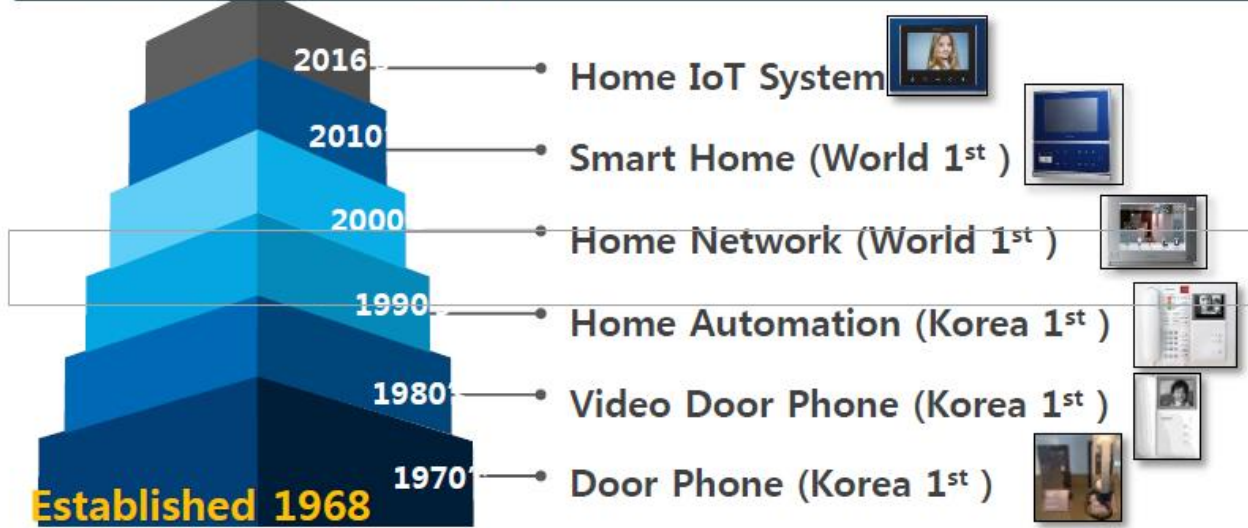 2016's
Home IoT System
2010'
Smart Home (World 1st )
2000
Home Network (World 1st )
1990's
Home Automation (Korea 1st )
1980's
Video Door Phone (Korea 1st )
1970'
Door Phone (Korea 1st )
Established 1968